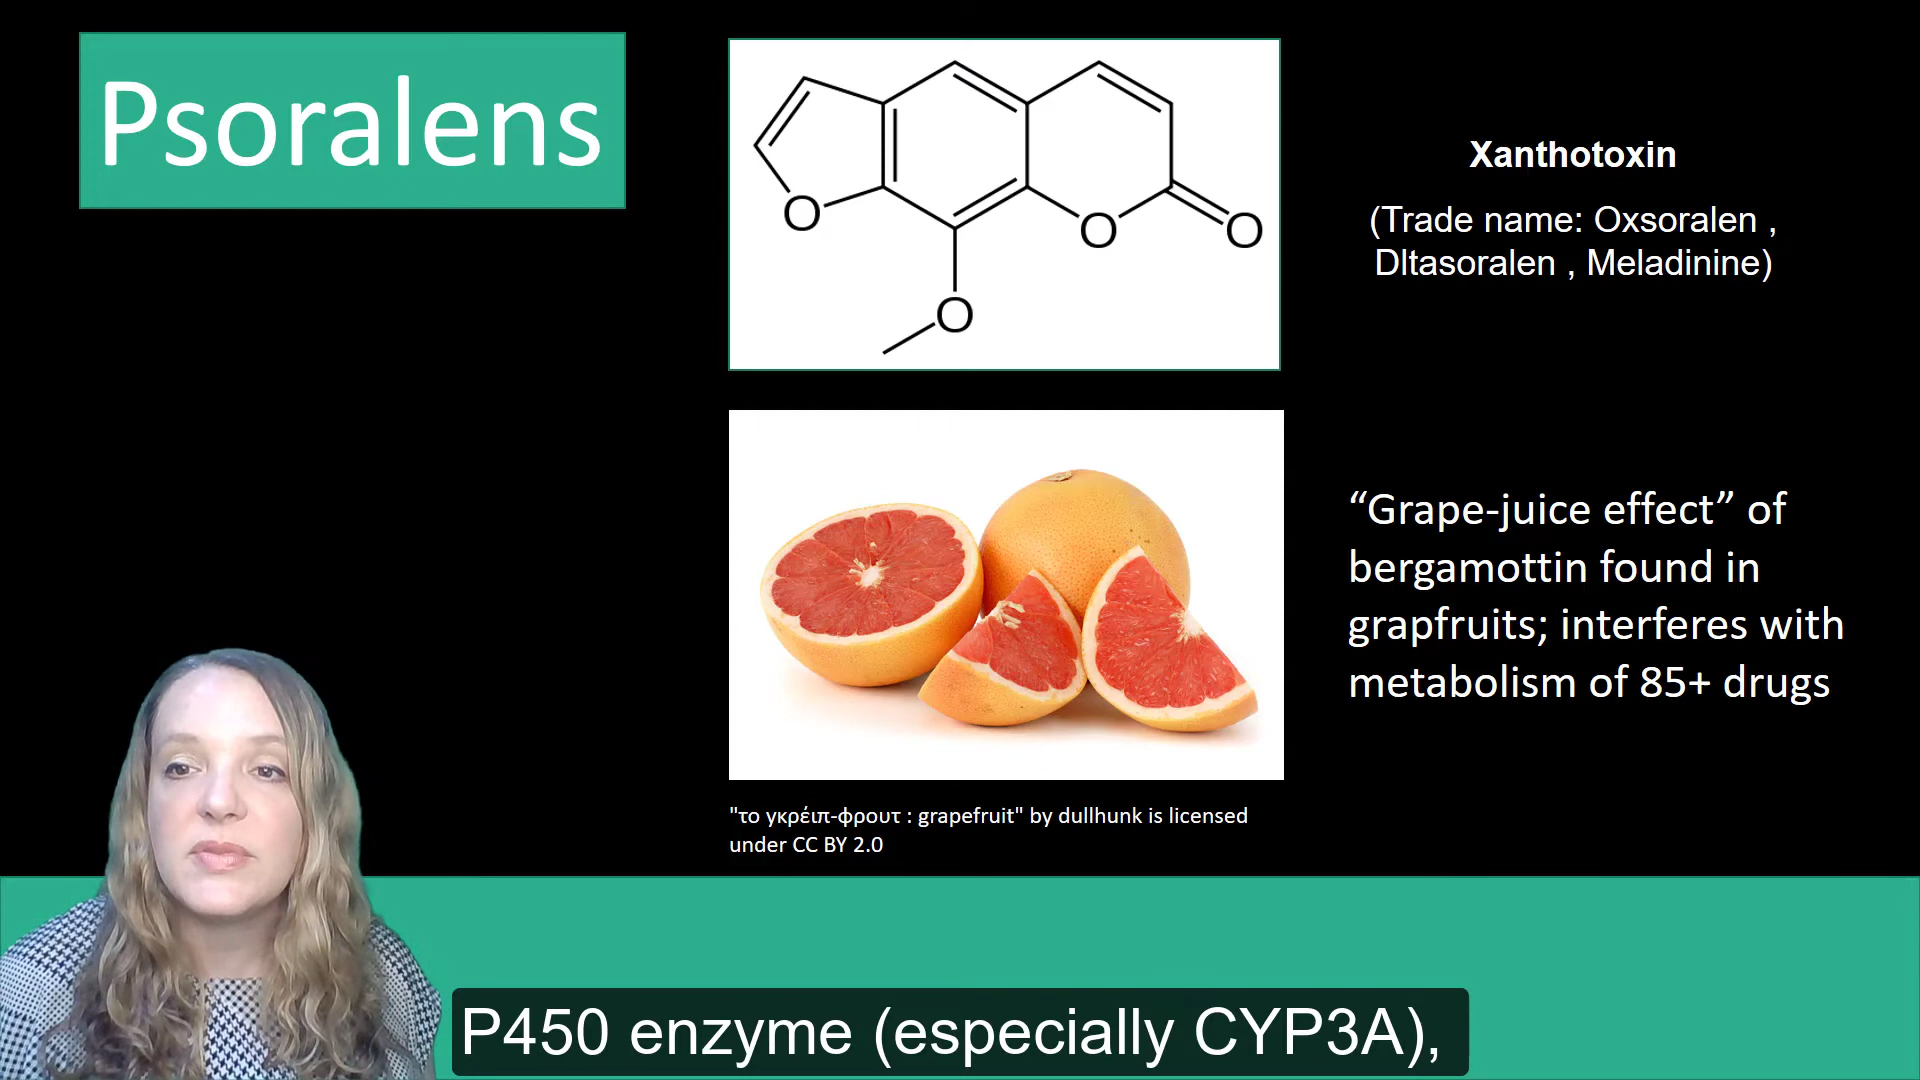 Psoralens
O
O
O
O
Xanthotoxin
(Trade name: Oxsoralen ,
Dltasoralen , Meladinine)
“Grape-juice effect” of
bergamottin found in
grapfruits; interferes with
metabolism of 85+ drugs
"το γκρέιπ-φρουτ : grapefruit" by dullhunk is licensed
under CC BY 2.0
P450 enzyme (especially CYP3A),